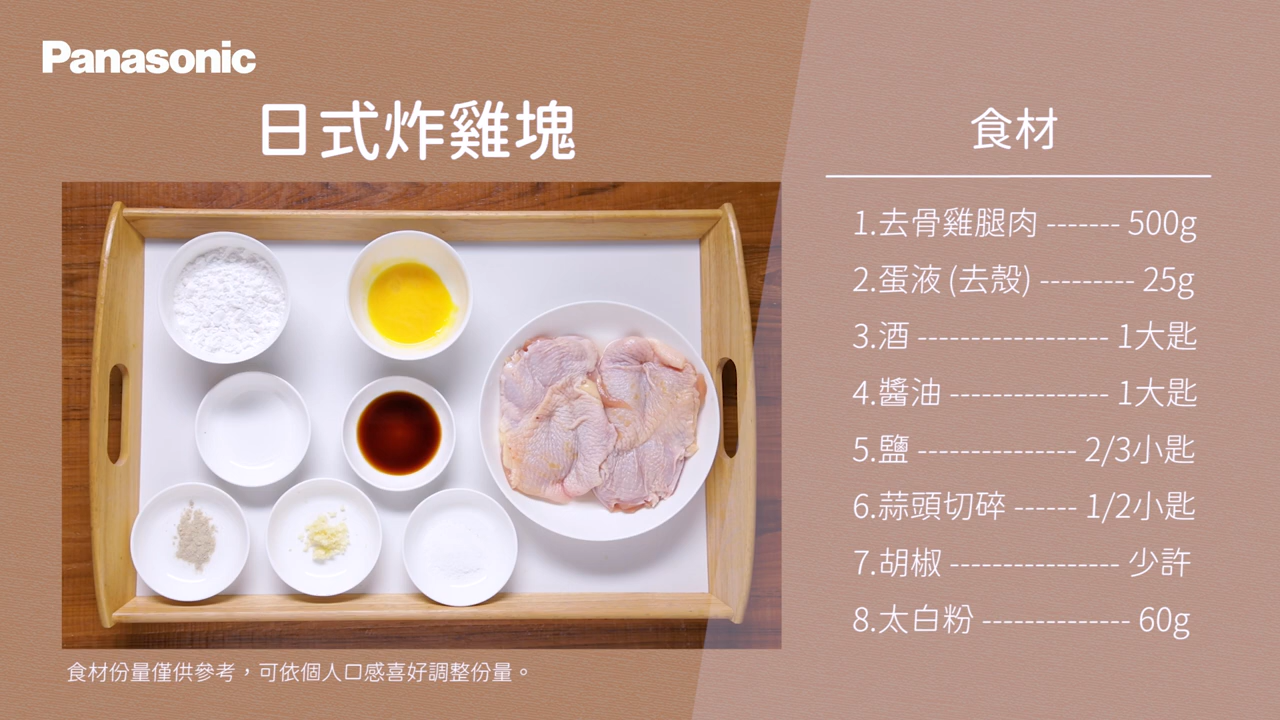 Panasonic
日式炸雞塊
食材
1.去骨雞腿肉 ------- 500g
2.蛋液 (去殼) --------- 25g
3.酒 ------------------ 1大匙
4.醬油 --------------- 1大匙
5.鹽 --------------- 2/3小匙
6.蒜頭切碎 ------ 1/2小匙
7.胡椒 ---------------- 少許
8.太白粉 -------------- 60g
食材份量僅供參考，可依個人口感喜好調整份量。